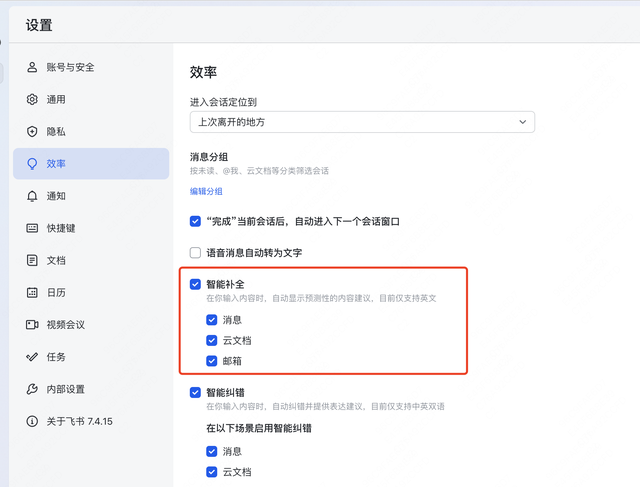 设置
账号与安全
通用
隐私
效率
通知
快捷键
文档
日历
视频会议
任务
内部设置
关于飞书 7.4.15
效率
进入会话定位到
上次离开的地方
消息分组
按未读、@我、云文档等分类筛选会话
编辑分组
“完成”当前会话后，自动进入下一个会话窗口
语音消息自动转为文字
智能补全
在你输入内容时，自动显示预测性的内容建议，目前仅支持英文
消息
云文档
邮箱
智能纠错
在你输入内容时，自动纠错并提供表达建议，目前仅支持中英双语
在以下场景启用智能纠错
消息
云文档